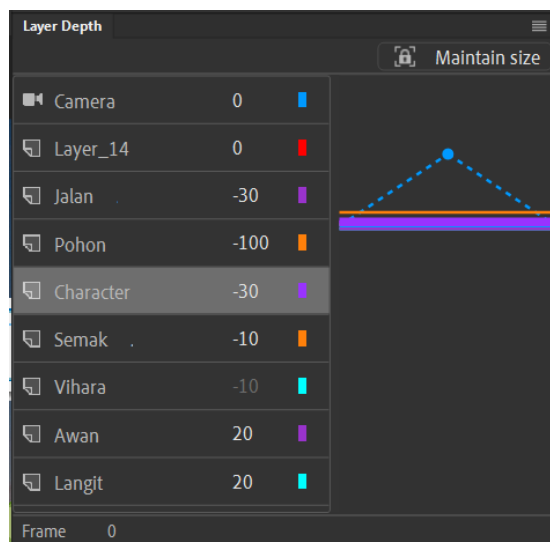 Layer Depth
Maintain size
Camera 0
Layer_14 0
Jalan -30
Pohon -100
Character -30
Semak . -10
Vihara -10
Awan 20
Langit 20
Frame 0